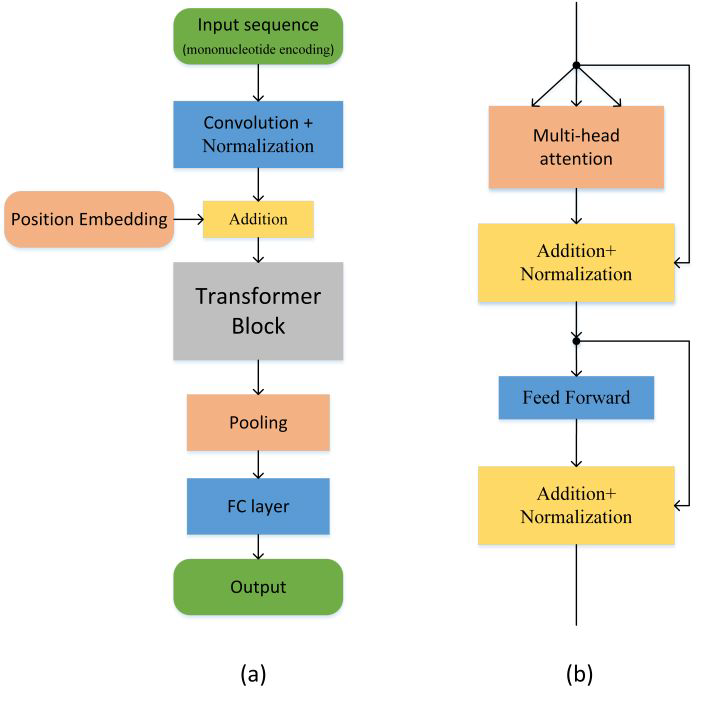 Input sequence
(mononucleotide encoding)
Convolution +
Normalization
Position Embedding
Addition
Transformer
Block
Pooling
FC layer
Output
(a)
Multi-head
attention
Addition+
Normalization
Feed Forward
Addition+
Normalization
(b)